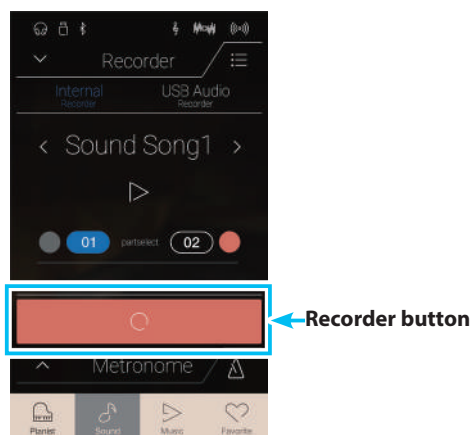 Recorder
Internal
USB Audio
Recorder
Recorder
Sound Song1
01
partselect
02
Recorder button
Metronome
Pianist
Sound
Music
Favorite